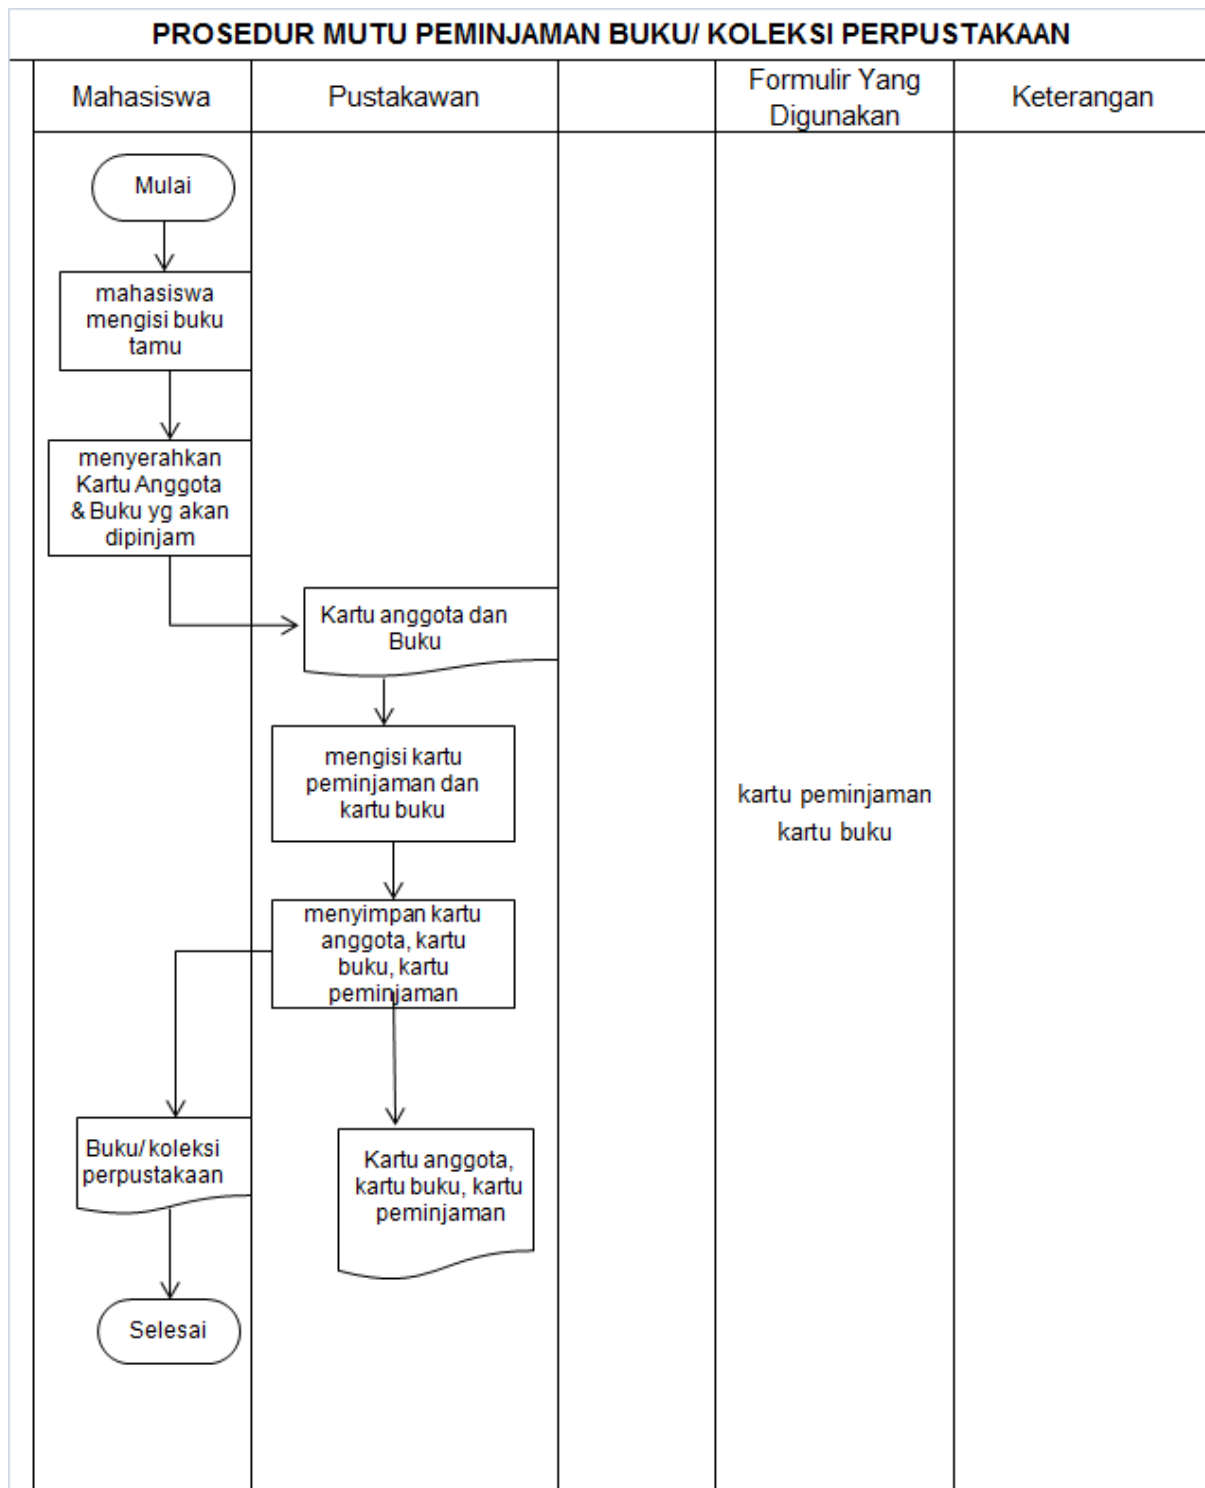 PROSEDUR MUTU PEMINJAMAN BUKU/ KOLEKSI PERPUSTAKAAN
Mahasiswa
Pustakawan
Formulir Yang
Digunakan
Keterangan
Mulai
mahasiswa
mengisi buku
tamu
menyerahkan
Kartu Anggota
& Buku yg akan
dipinjam
Kartu anggota dan
Buku
mengisi kartu
peminjaman dan
kartu buku
kartu peminjaman
kartu buku
menyimpan kartu
anggota, kartu
buku, kartu
peminjaman
Buku/ koleksi
perpustakaan
Kartu anggota,
kartu buku, kartu
peminjaman
Selesai